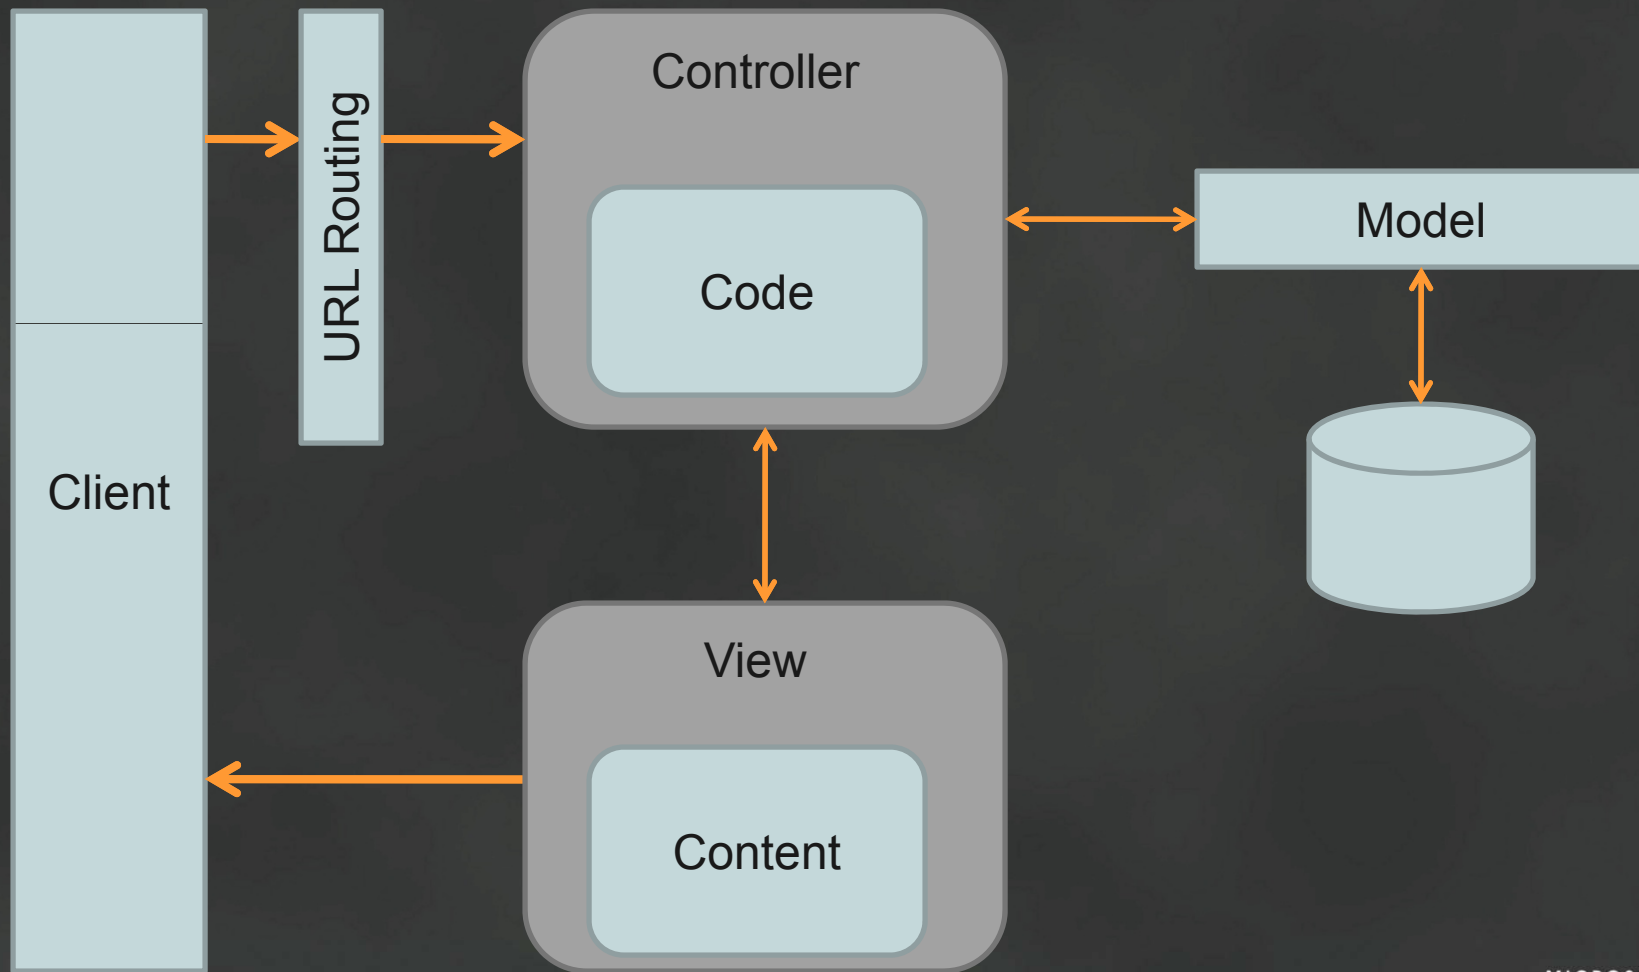 Controller
URL Routing
Model
Code
Client
View
Content